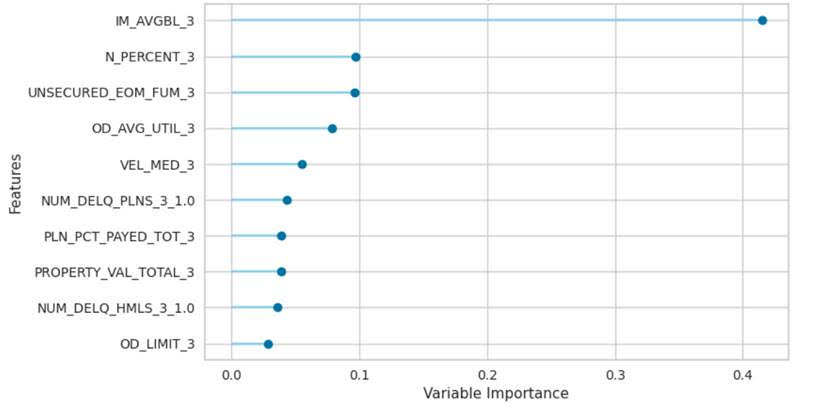 IM_AVGBL_3
N_PERCENT_3
UNSECURED_EOM_FUM_3
OD_AVG_UTIL_3
VEL_MED_3
NUM_DELQ_PLNS_3_1.0
PLN_PCT_PAYED_TOT_3
PROPERTY_VAL_TOTAL_3
NUM_DELQ_HMLS_3_1.0
OD_LIMIT_3
Features
0.0 0.1 0.2 0.3 0.4
Variable Importance